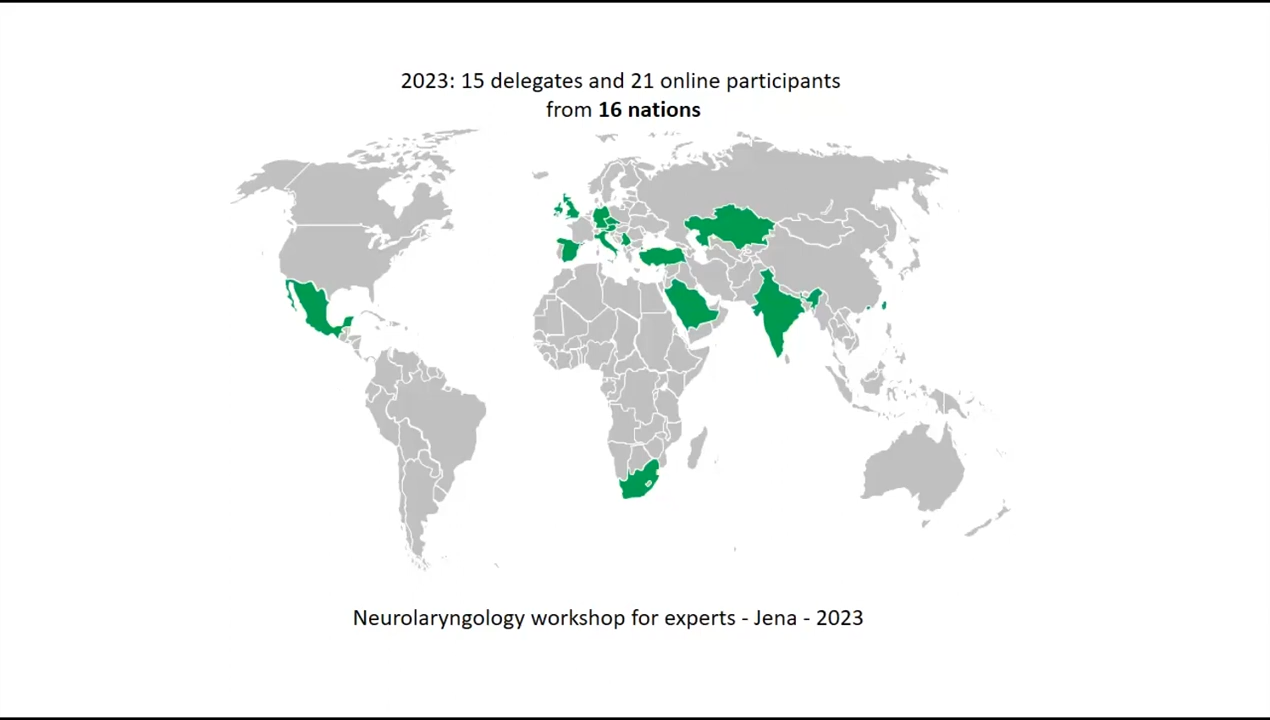 2023: 15 delegates and 21 online participants
from 16 nations
Neurolaryngology workshop for experts - Jena - 2023